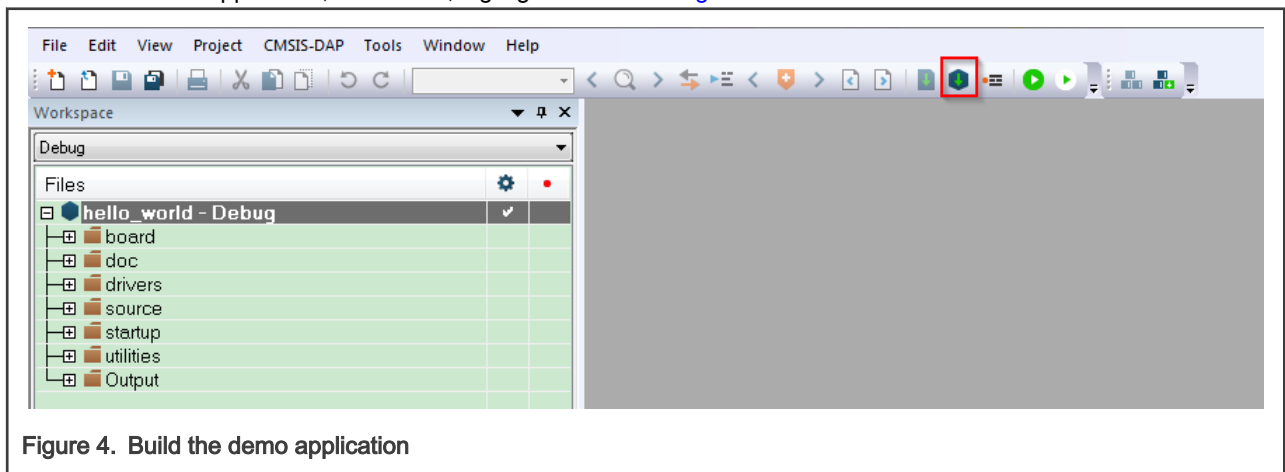 File Edit View Project CMSIS-DAP Tools Window Help
Workspace
Debug
Files
hello_world - Debug
board
doc
drivers
source
startup
utilities
Output
Figure 4. Build the demo application